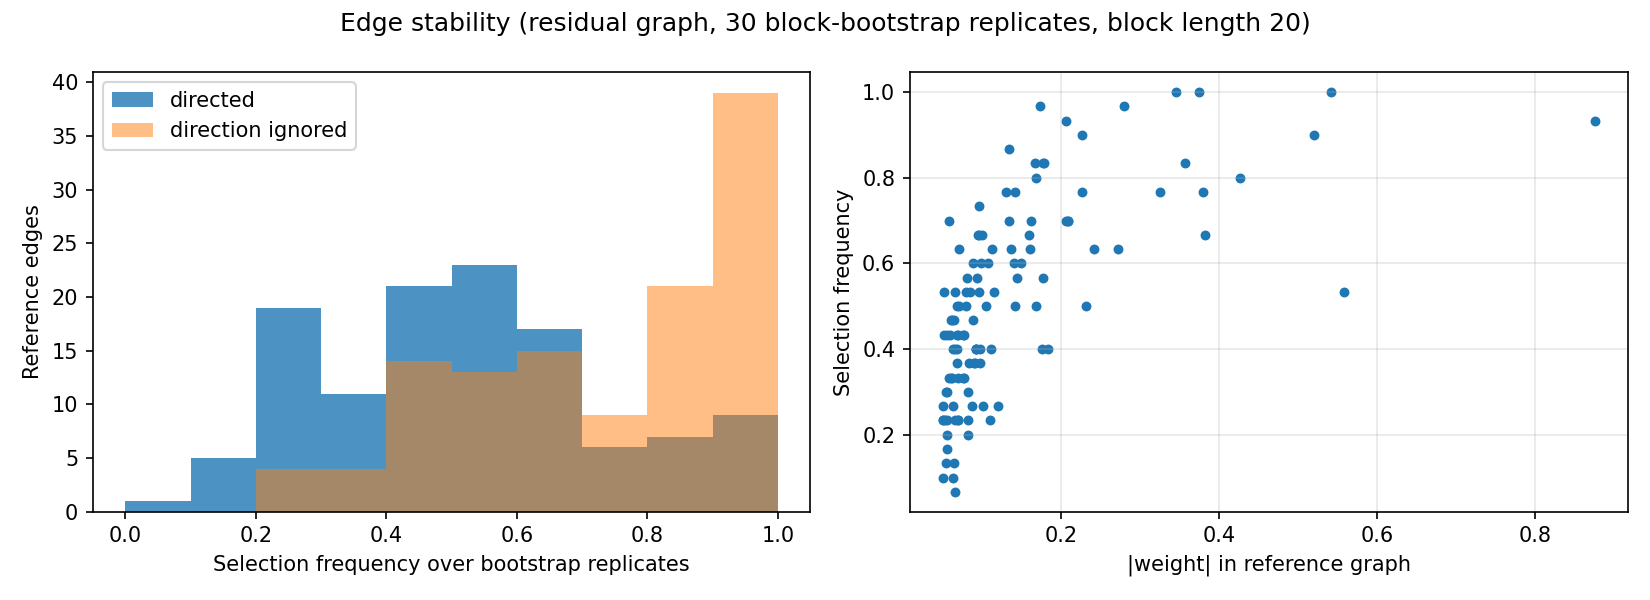 Edge stability (residual graph, 30 block-bootstrap replicates, block length 20)
directed
direction ignored
Reference edges
40
35
30
25
20
15
10
5
0
0.0 0.2 0.4 0.6 0.8 1.0
Selection frequency over bootstrap replicates
Selection frequency
1.0
0.8
0.6
0.4
0.2
0.2 0.4 0.6 0.8
|weight| in reference graph